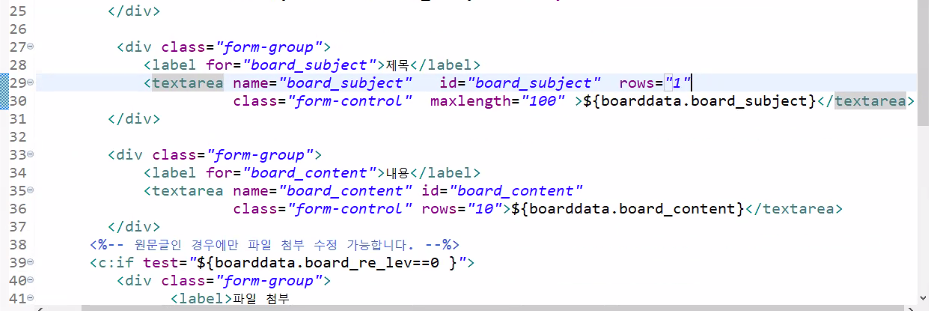 25 </div>
26
27 <div class="form-group">
28 <label for="board_subject">제목</label>
29 <textarea name="board_subject" id="board_subject" rows="1"
30 class="form-control" maxlength="100" >${boarddata.board_subject}</textarea>
31 </div>
32
33 <div class="form-group">
34 <label for="board_content">내용</label>
35 <textarea name="board_content" id="board_content"
36 class="form-control" rows="10">${boarddata.board_content}</textarea>
37 </div>
38 <%-- 원문글인 경우에만 파일 첨부 수정 가능합니다. --%>
39 <c:if test="${boarddata.board_re_lev==0 }">
40 <div class="form-group">
41 <label>파일 첨부